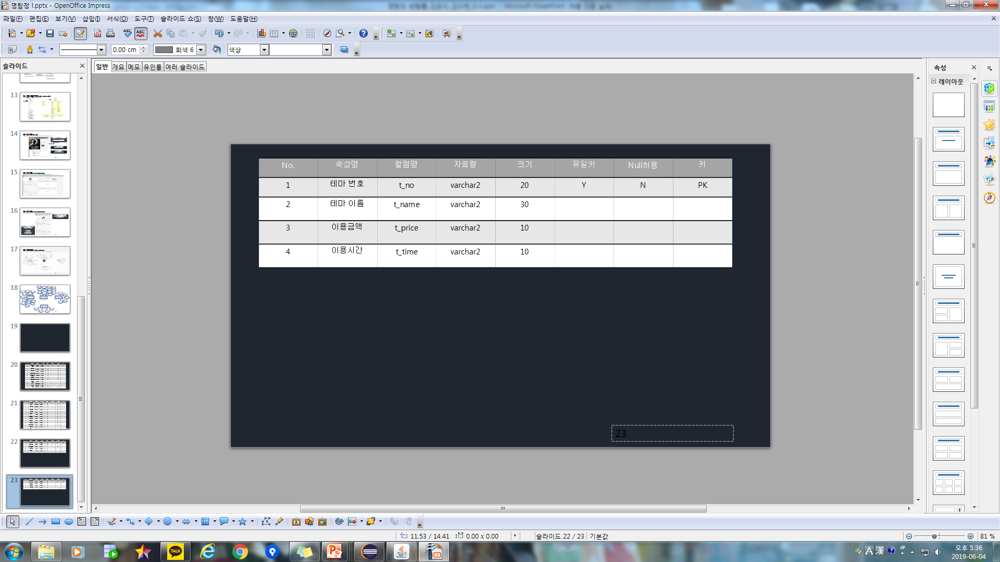 명탐정 !.pptx - OpenOffice Impress
파일(F) 편집(E) 보기(V) 삽입(I) 서식(O) 도구(T) 슬라이드 쇼(S) 창(W) 도움말(H)
0.00 cm 회색 6 색상
슬라이드
일반 개요 메모 유인물 여러 슬라이드
속성
레이아웃
13
14
15
16
17
18
19
20
21
22
23
No. 속성명 컬럼명 자료형 크기 유일키 Null허용 키
1 테마 번호 t_no varchar2 20 Y N PK
2 테마 이름 t_name varchar2 30
3 이용금액 t_price varchar2 10
4 이용시간 t_time varchar2 10
23
11.53 / 14.41 0.00 x 0.00 * 슬라이드 22 / 23 기본값 81 %
TALK
A 漢 오후 5:36
2019-06-04